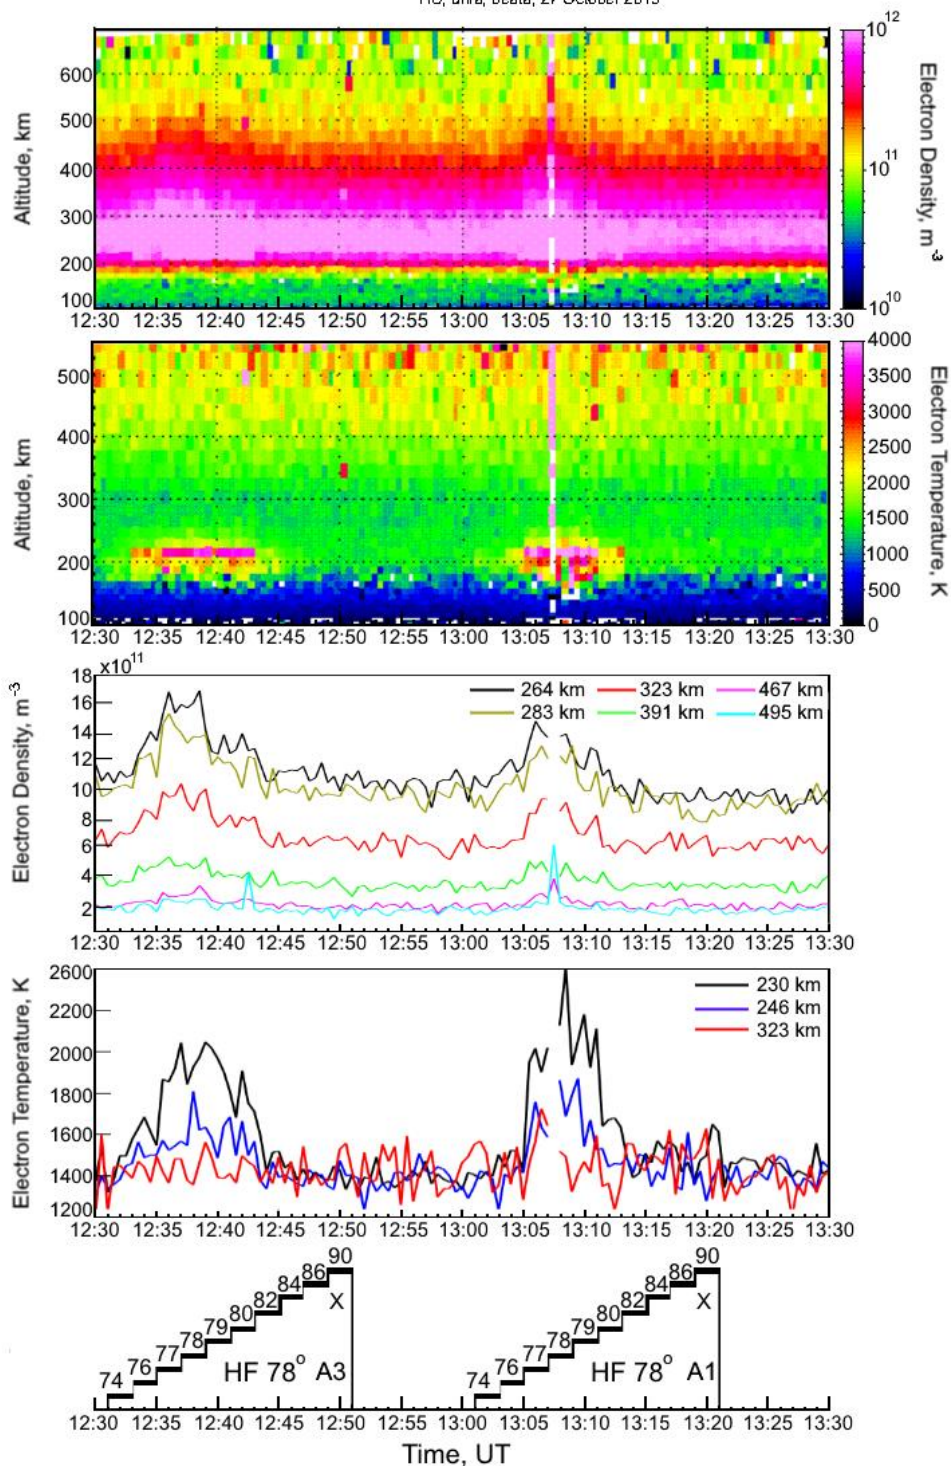 600
500
400
300
200
100
Altitude, km
12:30 12:35 12:40 12:45 12:50 12:55 13:00 13:05 13:10 13:15 13:20 13:25 13:30
10¹²
10¹¹
10¹⁰
Electron Density, m⁻³
500
400
300
200
100
Altitude, km
12:30 12:35 12:40 12:45 12:50 12:55 13:00 13:05 13:10 13:15 13:20 13:25 13:30
4000
3500
3000
2500
2000
1500
1000
500
0
Electron Temperature, K
x10¹¹
18
16
14
12
10
8
6
4
2
Electron Density, m⁻³
264 km 323 km 467 km
283 km 391 km 495 km
12:30 12:35 12:40 12:45 12:50 12:55 13:00 13:05 13:10 13:15 13:20 13:25 13:30
2600
2200
2000
1800
1600
1400
1200
Electron Temperature, K
230 km
246 km
323 km
12:30 12:35 12:40 12:45 12:50 12:55 13:00 13:05 13:10 13:15 13:20 13:25 13:30
74 76 77 78 79 80 82 84 86 90
X
HF 78° A3
74 76 77 78 79 80 82 84 86 90
X
HF 78° A1
12:30 12:35 12:40 12:45 12:50 12:55 13:00 13:05 13:10 13:15 13:20 13:25 13:30
Time, UT